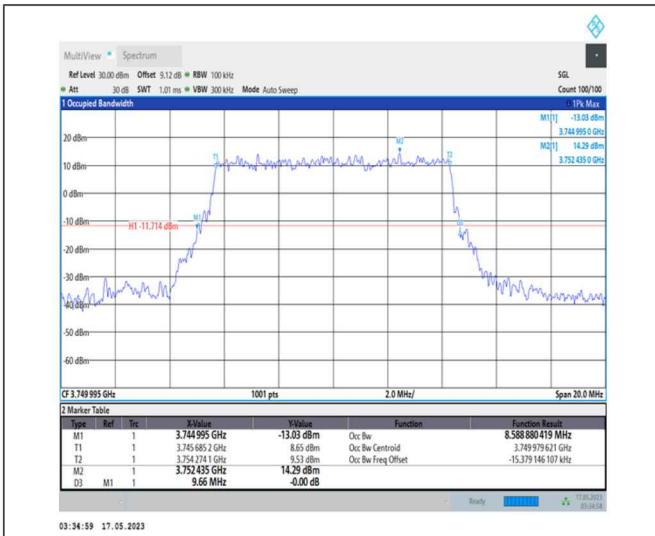 MultiView Spectrum
Ref Level 30.00 dBm Offset 9.12 dB RBW 100 kHz SGL
Att 30 dB SWT 1.01 ms VBW 300 kHz Mode Auto Sweep Count 100/100
1 Occupied Bandwidth 1Pk Max
M1[1] -13.03 dBm
3.744 995 0 GHz
M2[1] 14.29 dBm
3.752 435 0 GHz
20 dBm
M2
T1 T2
10 dBm
0 dBm
-10 dBm
M1
H1 -11.714 dBm
-20 dBm
-30 dBm
-40 dBm
-50 dBm
-60 dBm
CF 3.749 995 GHz 1001 pts 2.0 MHz/ Span 20.0 MHz
2 Marker Table
Type Ref Trc X-Value Y-Value Function Function Result
M1 1 3.744 995 GHz -13.03 dBm Occ Bw 8.588 880 419 MHz
T1 1 3.745 685 2 GHz 8.65 dBm Occ Bw Centroid 3.749 979 621 GHz
T2 1 3.754 274 1 GHz 9.53 dBm Occ Bw Freq Offset -15.379 146 107 kHz
M2 1 3.752 435 GHz 14.29 dBm
D3 M1 1 9.66 MHz -0.00 dB
Ready 17.05.2023
03:34:58
03:34:59 17.05.2023